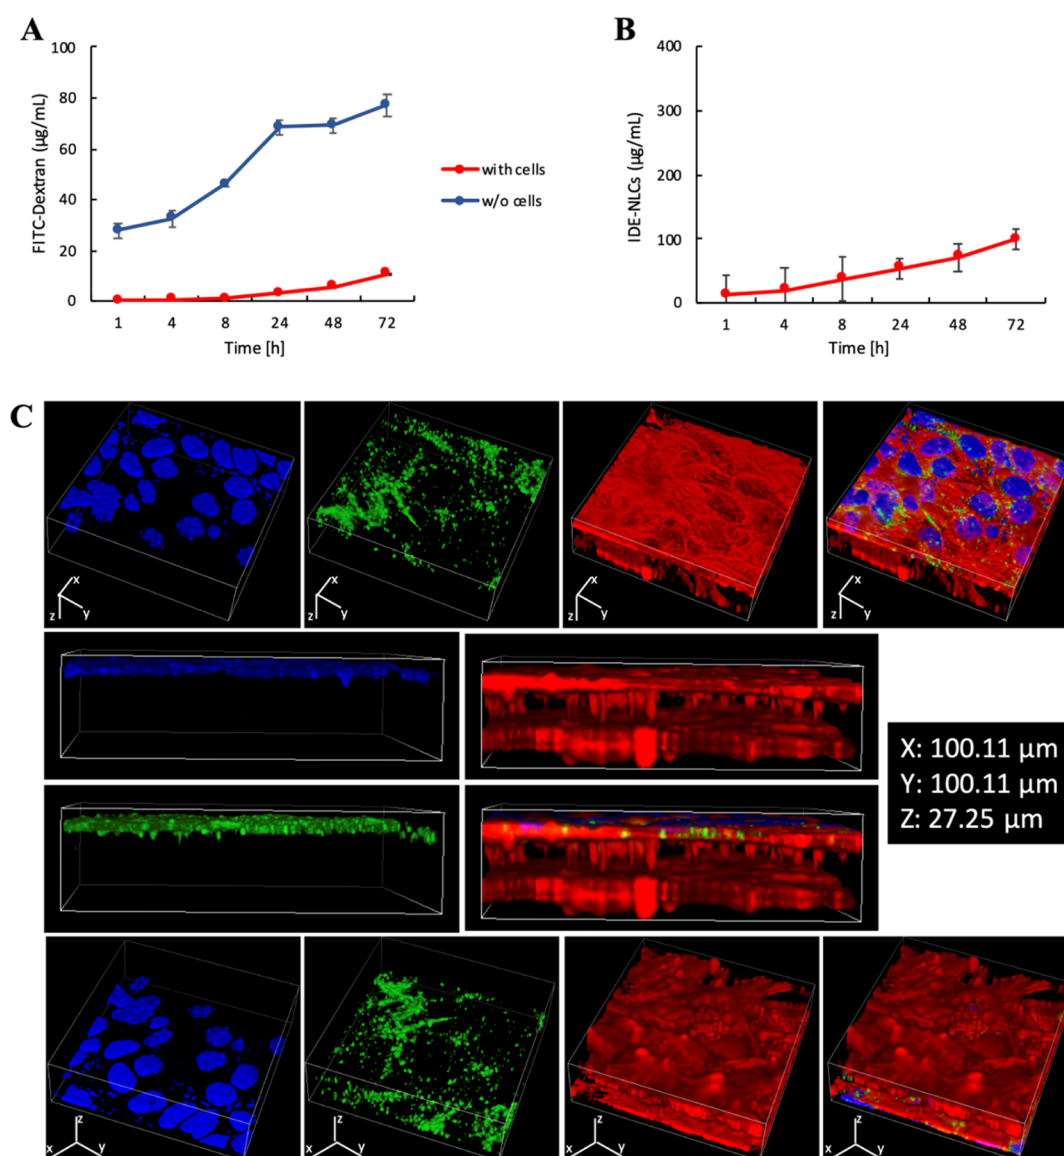 A
FITC-Dextran (µg/mL)
100
80
60
40
20
0
1 4 8 24 48 72
Time [h]
with cells
w/o cells
B
IDE-NLCs (µg/mL)
400
300
200
100
0
1 4 8 24 48 72
Time [h]
C
x
z y
x
z y
x
z y
x
z y
X: 100.11 µm
Y: 100.11 µm
Z: 27.25 µm
z
x y
z
x y
z
x y
z
x y